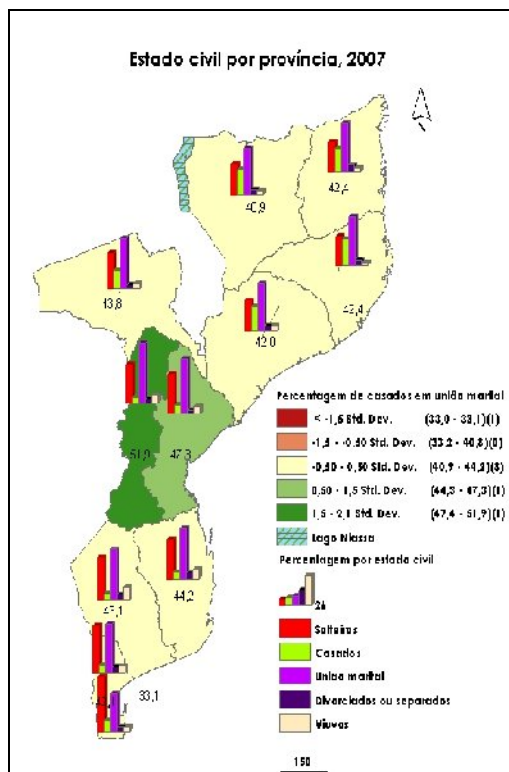 Estado civil por província, 2007
40,9
42,4
42,4
42,0
51,9
47,3
44,2
33,1
Percentagem de casados em união marital
< -1,5 Std. Dev. (33,0 - 33,1)(1)
-1,5 - -0,50 Std. Dev. (33,2 - 40,8)(0)
-0,50 - 0,50 Std. Dev. (40,9 - 44,2)(8)
0,50 - 1,5 Std. Dev. (44,3 - 47,3)(1)
1,5 - 2,1 Std. Dev. (47,4 - 51,9)(1)
Lago Niassa
Percentagem por estado civil
26
Solteiros
Casados
União marital
Divorciados ou separados
Viuvos
150